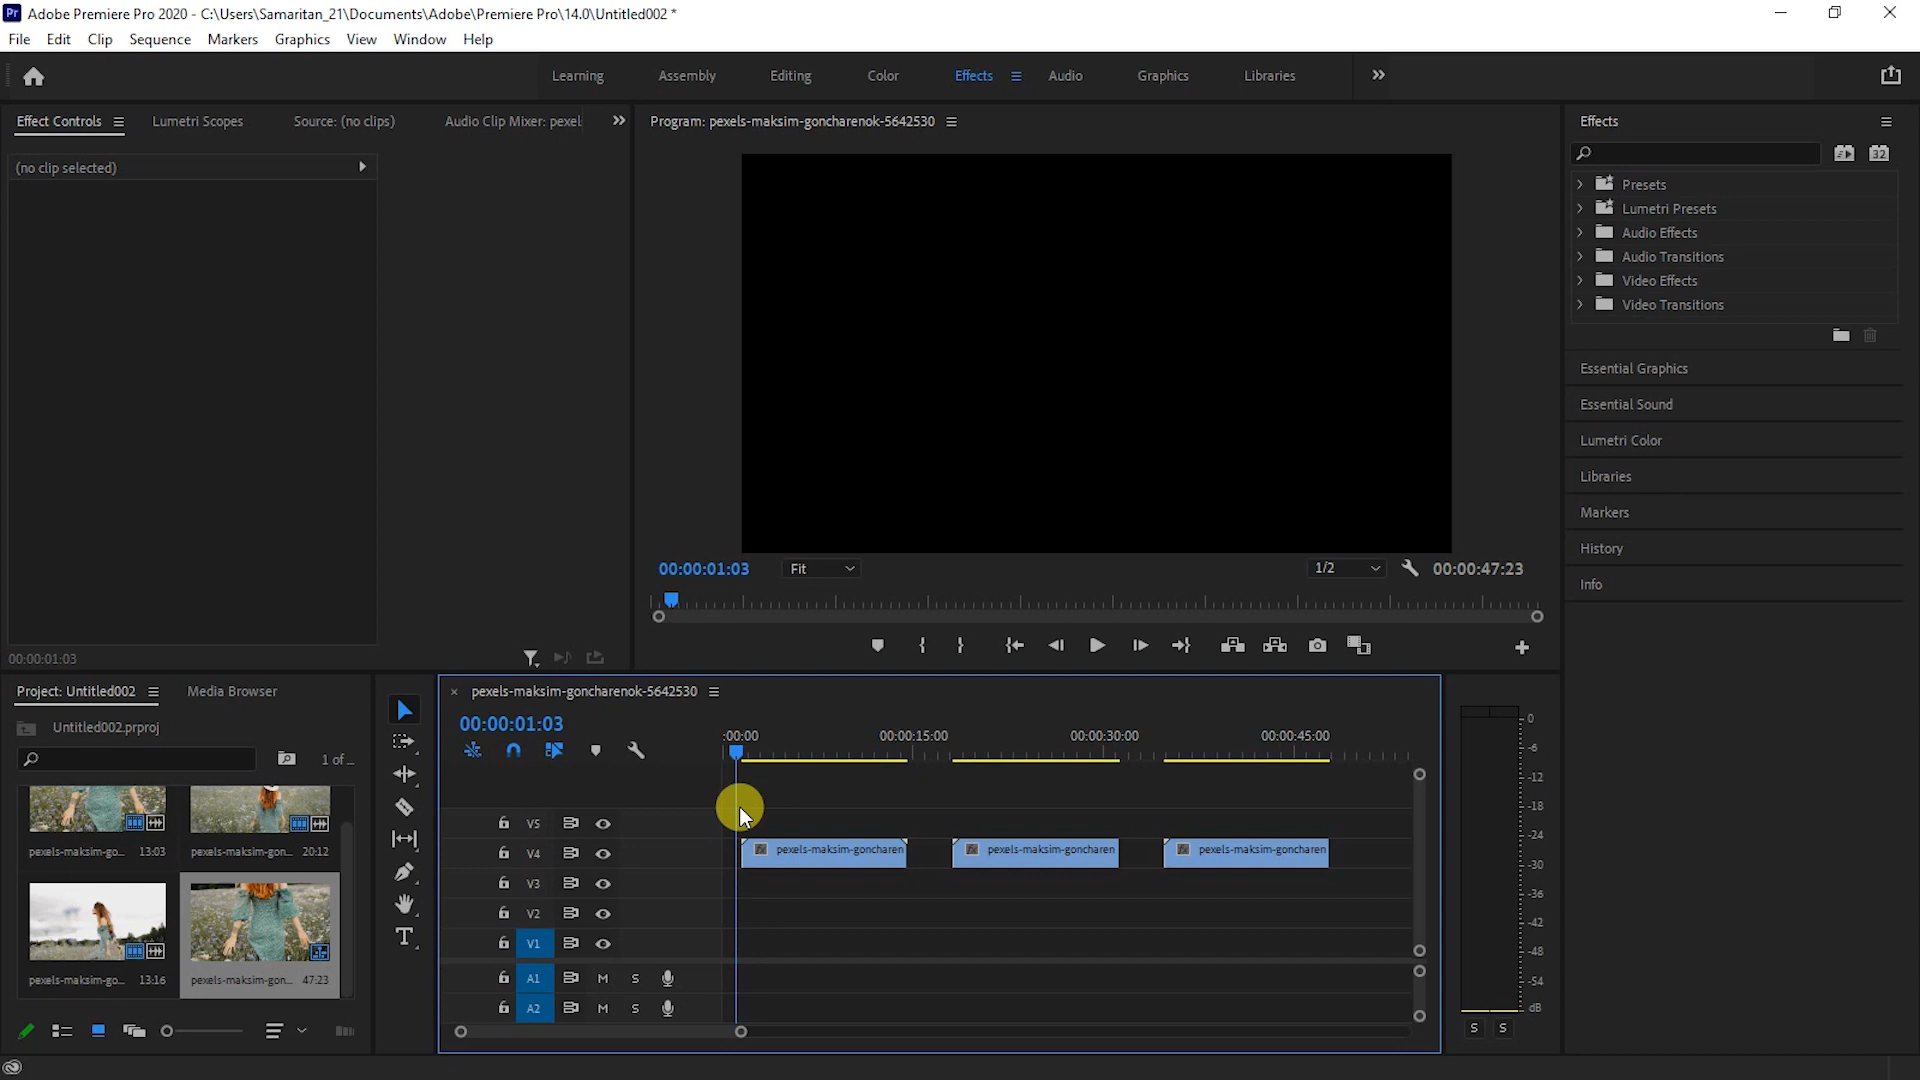 Pr Adobe Premiere Pro 2020 - C:\Users\Samaritan_21\Documents\Adobe\Premiere Pro\14.0\Untitled002 *
File Edit Clip Sequence Markers Graphics View Window Help
Learning Assembly Editing Color Effects Audio Graphics Libraries
Effect Controls Lumetri Scopes Source: (no clips) Audio Clip Mixer: pexel
(no clip selected)
00:00:01:03
Program: pexels-maksim-goncharenok-5642530
00:00:01:03 Fit 1/2 00:00:47:23
Effects
32
Presets
Lumetri Presets
Audio Effects
Audio Transitions
Video Effects
Video Transitions
Essential Graphics
Essential Sound
Lumetri Color
Libraries
Markers
History
Info
Project: Untitled002 Media Browser
Untitled002.prproj
1 of ...
pexels-maksim-go... 13:03 pexels-maksim-gon... 20:12
pexels-maksim-go... 13:16 pexels-maksim-gon... 47:23
T
pexels-maksim-goncharenok-5642530
00:00:01:03
:00:00 00:00:15:00 00:00:30:00 00:00:45:00
V5
V4 fx pexels-maksim-goncharen fx pexels-maksim-goncharen fx pexels-maksim-goncharen
V3
V2
V1
A1 M S
A2 M S
0
-6
-12
-18
-24
-30
-36
-42
-48
-54
dB
S S